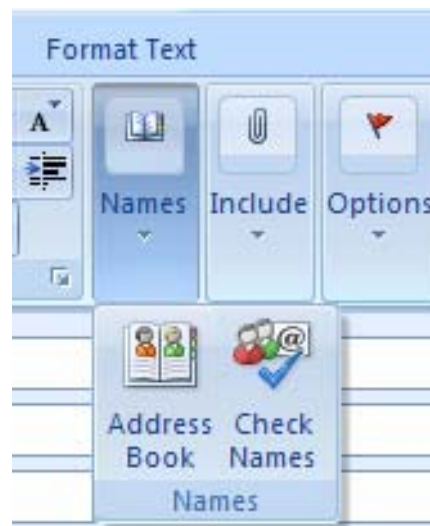 Format Text
A
Names Include Options
Address Check
Book Names
@
Names